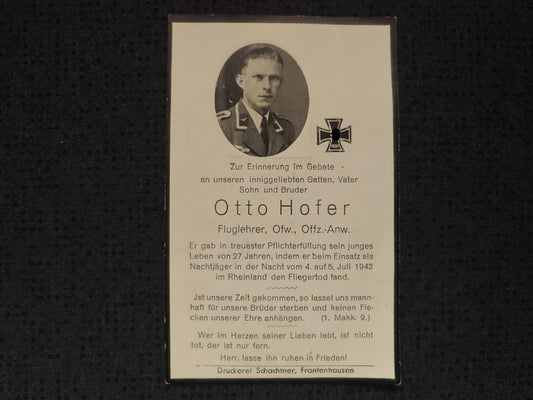 Zur Erinnerung im Gebete -
an unseren inniggeliebten Gatten, Vater
Sohn und Bruder
Otto Hofer
Fluglehrer, Ofw., Offz.-Anw.
Er gab in treuester Pflichterfüllung sein junges
Leben von 27 Jahren, indem er beim Einsatz als
Nachtjäger in der Nacht vom 4. auf 5. Juli 1943
im Rheinland den Fliegertod fand.
Jst unsere Zeit gekommen, so lasset uns mann-
haft für unsere Brüder sterben und keinen Fle-
cken unserer Ehre anhängen. (1. Makk. 9.)
Wer im Herzen seiner Lieben lebt, ist nicht
tot, der ist nur fern.
Herr, lasse ihn ruhen in Frieden!
Druckerei Schachtner, Frontenhausen